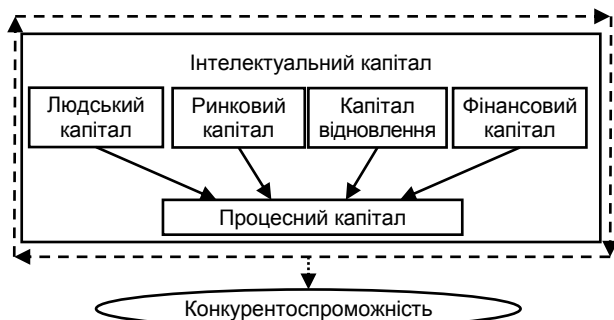 Інтелектуальний капітал
Людський
капітал
Ринковий
капітал
Капітал
відновлення
Фінансовий
капітал
Процесний капітал
Конкурентоспроможність